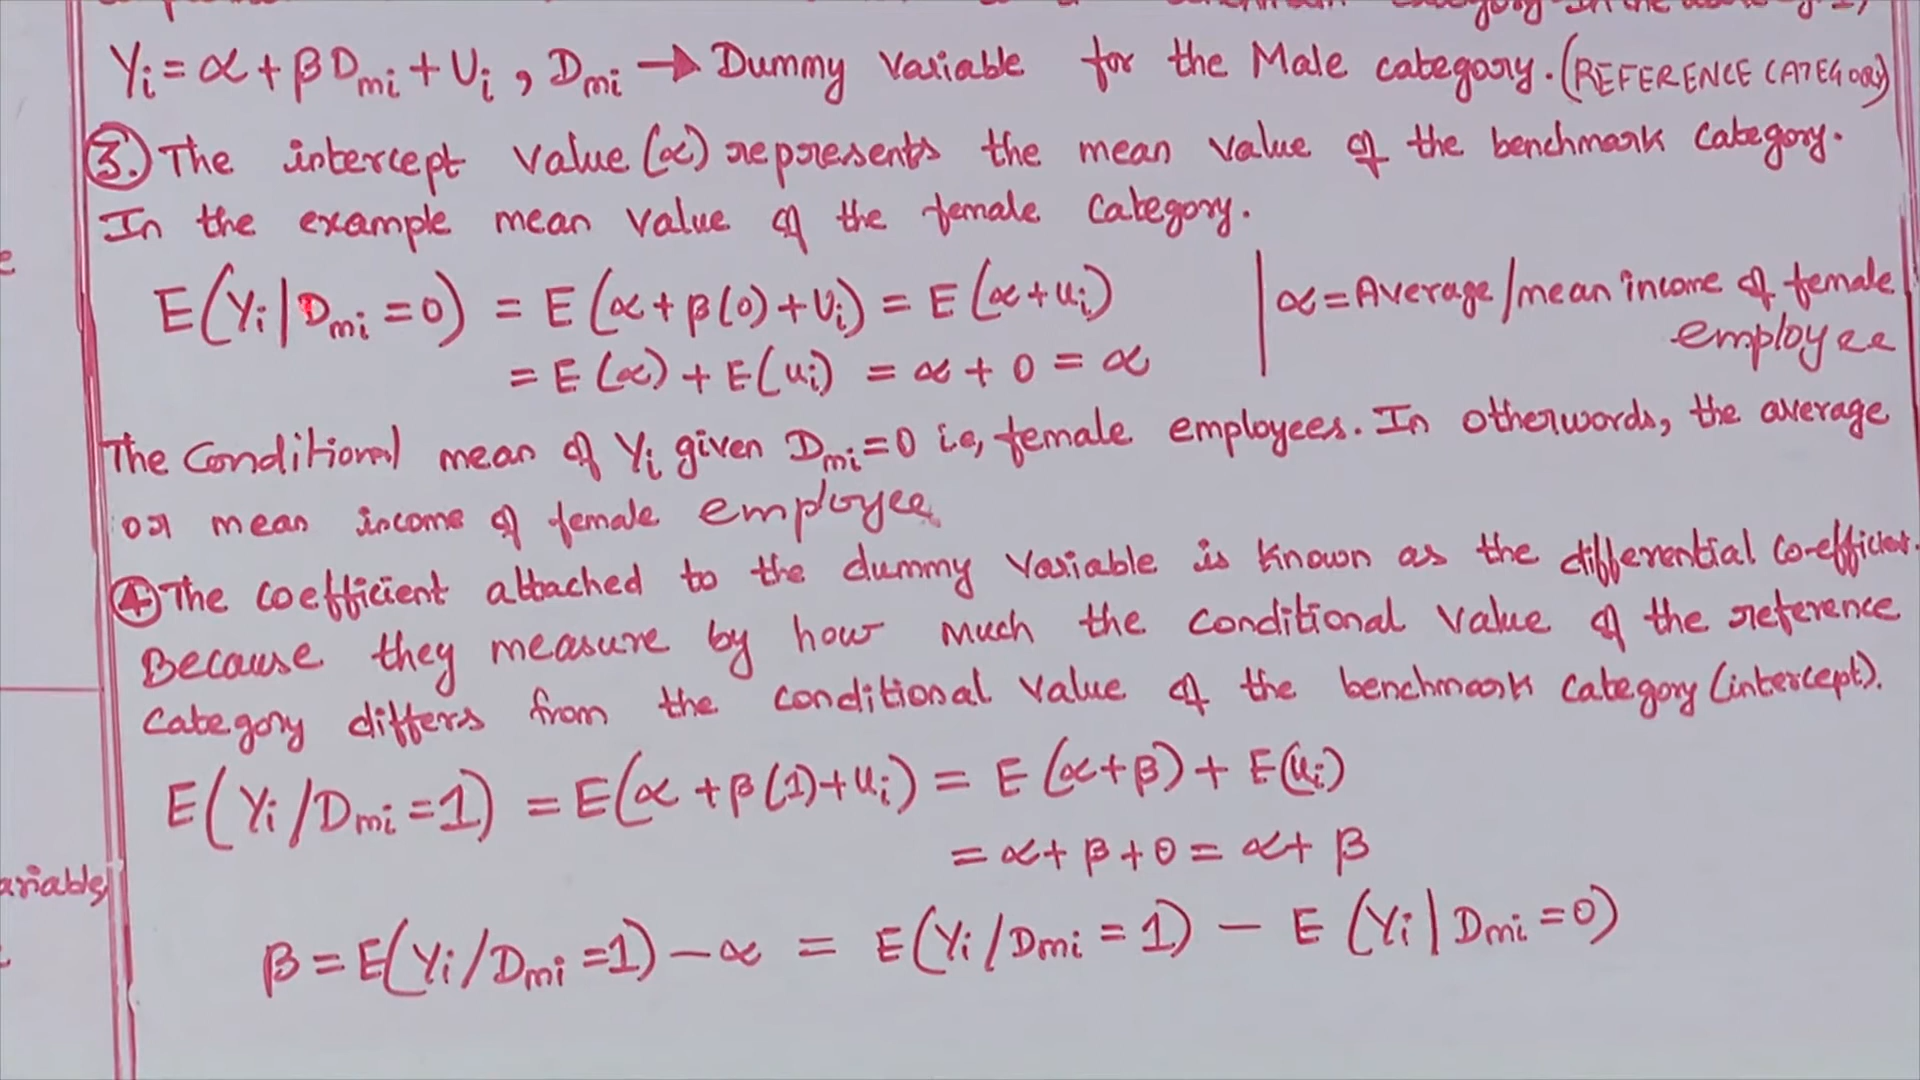 Yi = α + β Dmi + Ui , Dmi → Dummy Variable for the Male category. (REFERENCE CATEGORY)
③. The intercept value (α) represents the mean value of the benchmark category.
In the example mean value of the female category.
E(Yi | Dmi = 0) = E (α + β(0) + Ui) = E (α + ui)
= E (α) + E(ui) = α + 0 = α
α = Average/mean income of female
employee
The Conditional mean of Yi given Dmi = 0 ie, female employees. In otherwords, the average
or mean income of female employee
④ The coefficient attached to the dummy Variable is known as the differential co-efficient.
Because they measure by how much the conditional value of the reference
category differs from the conditional value of the benchmark category (intercept).
E(Yi / Dmi = 1) = E(α + β(1) + ui) = E (α + β) + E(ui)
= α + β + 0 = α + β
ariable
β = E(Yi / Dmi = 1) − α = E(Yi / Dmi = 1) − E (Yi | Dmi = 0)